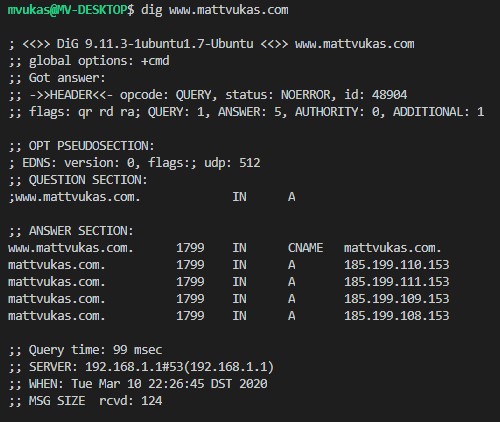 mvukas@MV-DESKTOP$ dig www.mattvukas.com
; <<>> DiG 9.11.3-1ubuntu1.7-Ubuntu <<>> www.mattvukas.com
;; global options: +cmd
;; Got answer:
;; ->>HEADER<<- opcode: QUERY, status: NOERROR, id: 48904
;; flags: qr rd ra; QUERY: 1, ANSWER: 5, AUTHORITY: 0, ADDITIONAL: 1
;; OPT PSEUDOSECTION:
; EDNS: version: 0, flags:; udp: 512
;; QUESTION SECTION:
;www.mattvukas.com. IN A
;; ANSWER SECTION:
www.mattvukas.com. 1799 IN CNAME mattvukas.com.
mattvukas.com. 1799 IN A 185.199.110.153
mattvukas.com. 1799 IN A 185.199.111.153
mattvukas.com. 1799 IN A 185.199.109.153
mattvukas.com. 1799 IN A 185.199.108.153
;; Query time: 99 msec
;; SERVER: 192.168.1.1#53(192.168.1.1)
;; WHEN: Tue Mar 10 22:26:45 DST 2020
;; MSG SIZE rcvd: 124